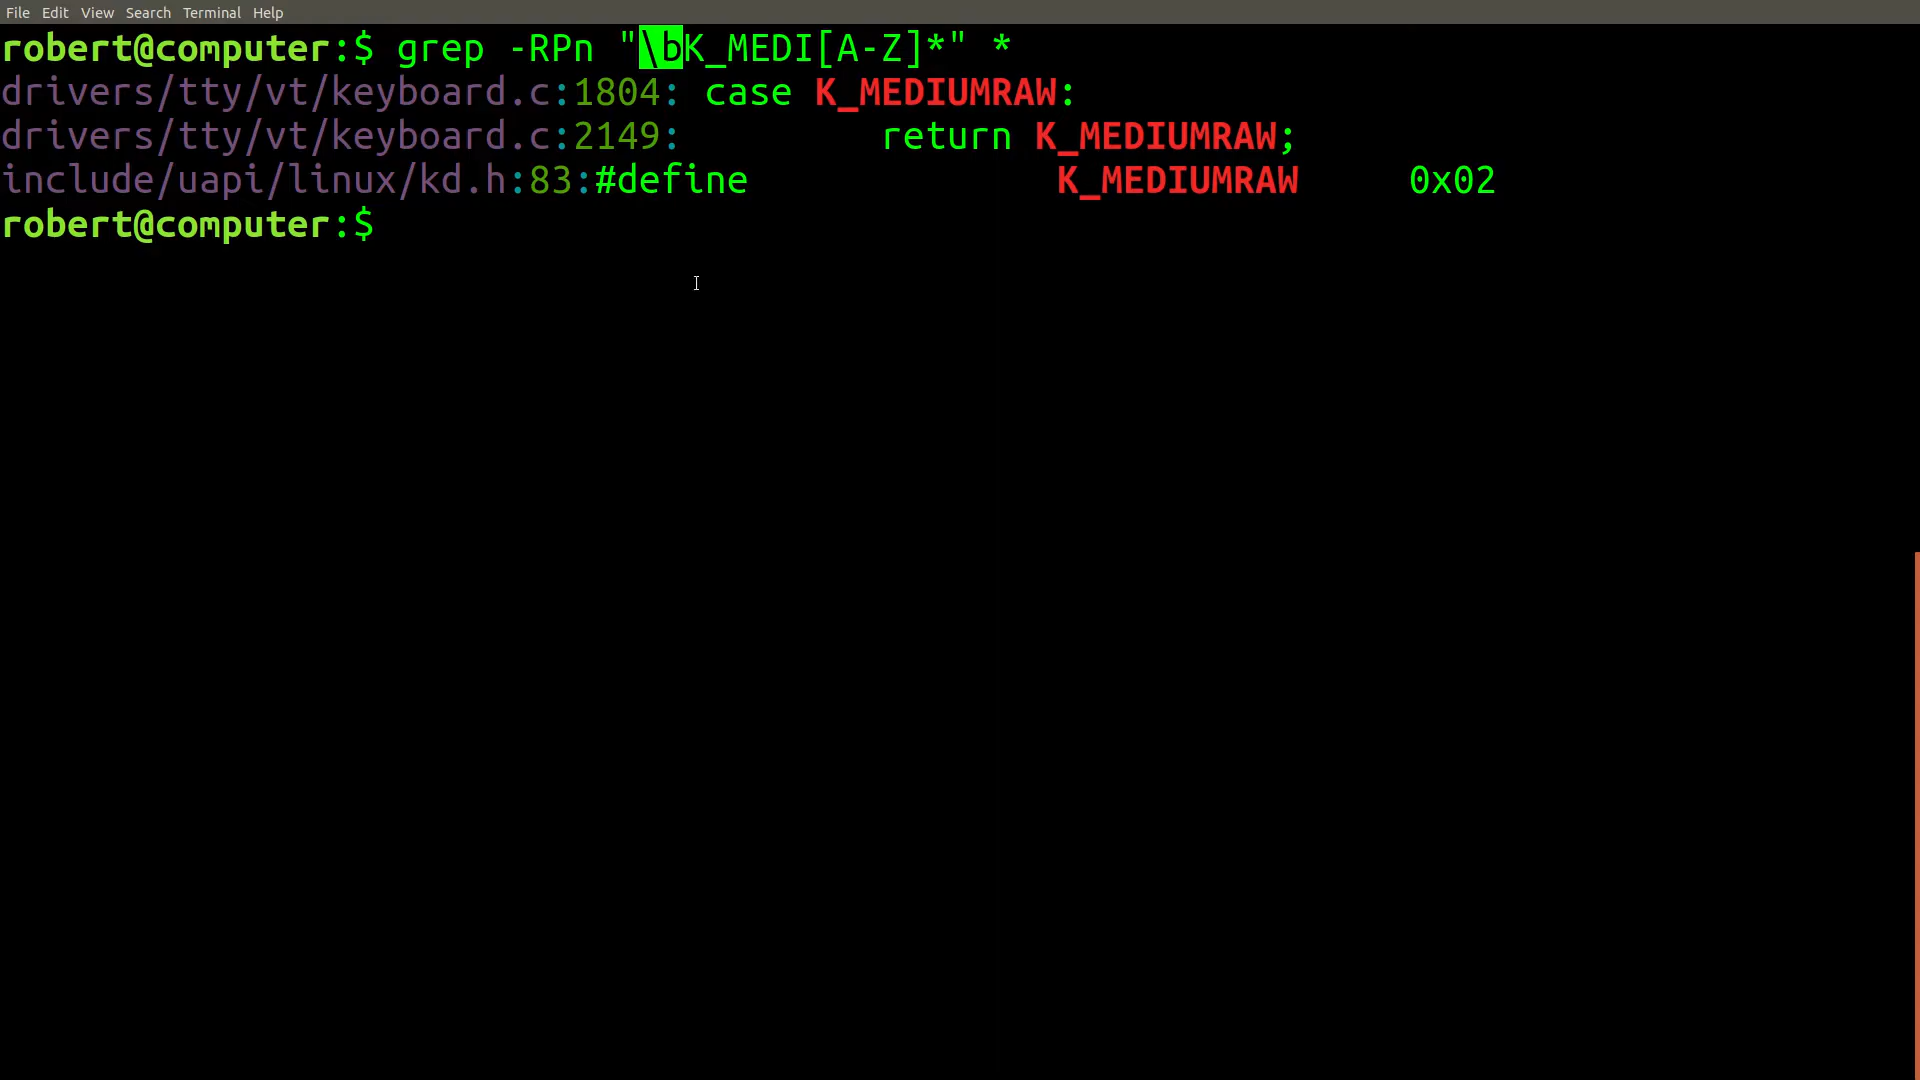 File Edit View Search Terminal Help
robert@computer:$ grep -RPn "\bK_MEDI[A-Z]*" *
drivers/tty/vt/keyboard.c:1804: case K_MEDIUMRAW:
drivers/tty/vt/keyboard.c:2149:         return K_MEDIUMRAW;
include/uapi/linux/kd.h:83:#define              K_MEDIUMRAW     0x02
robert@computer:$